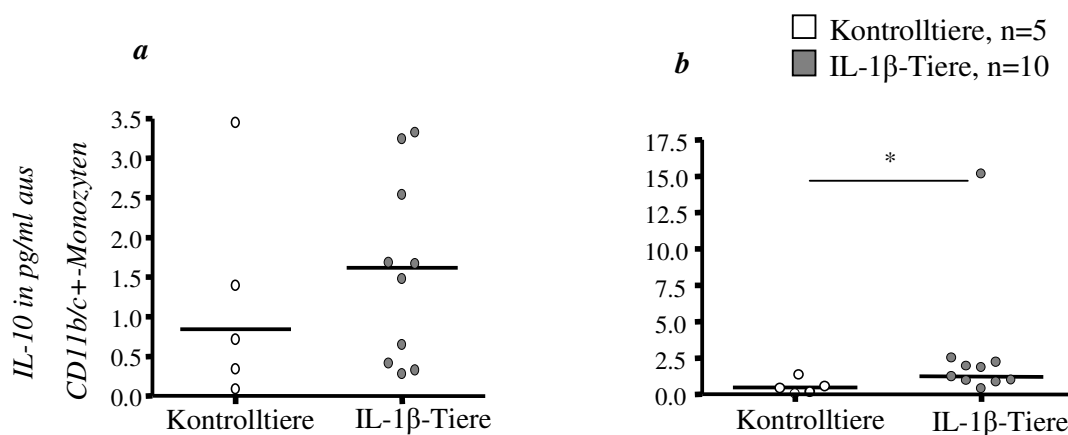 Kontrolltiere, n=5
IL-1β-Tiere, n=10
a
b
IL-10 in pg/ml aus
CD11b/c+-Monozyten
3.5
3.0
2.5
2.0
1.5
1.0
0.5
0.0
Kontrolltiere
IL-1β-Tiere
17.5
15.0
12.5
10.0
7.5
5.0
2.5
0.0
*
Kontrolltiere
IL-1β-Tiere